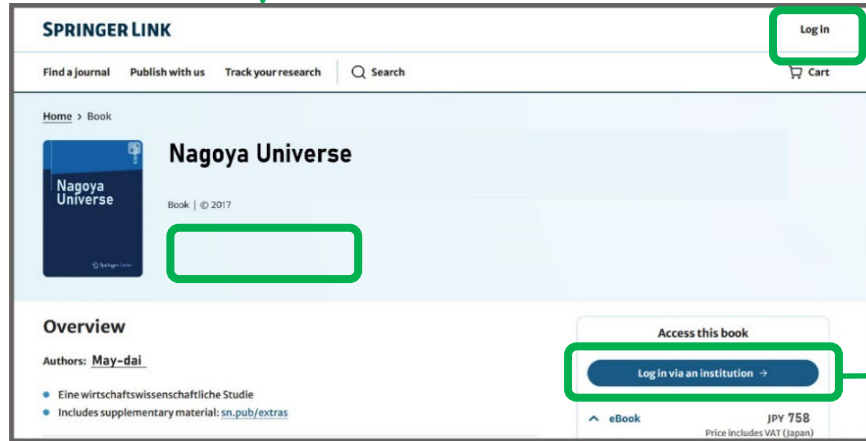 SPRINGER LINK
Log in
Find a journal Publish with us Track your research Search
Cart
Home > Book
Nagoya Universe
Nagoya
Universe
Book | © 2017
Overview
Access this book
Authors: May-dai
Log in via an institution →
Eine wirtschaftswissenschaftliche Studie
Includes supplementary material: sn.pub/extras
eBook JPY 758
Price includes VAT (Japan)